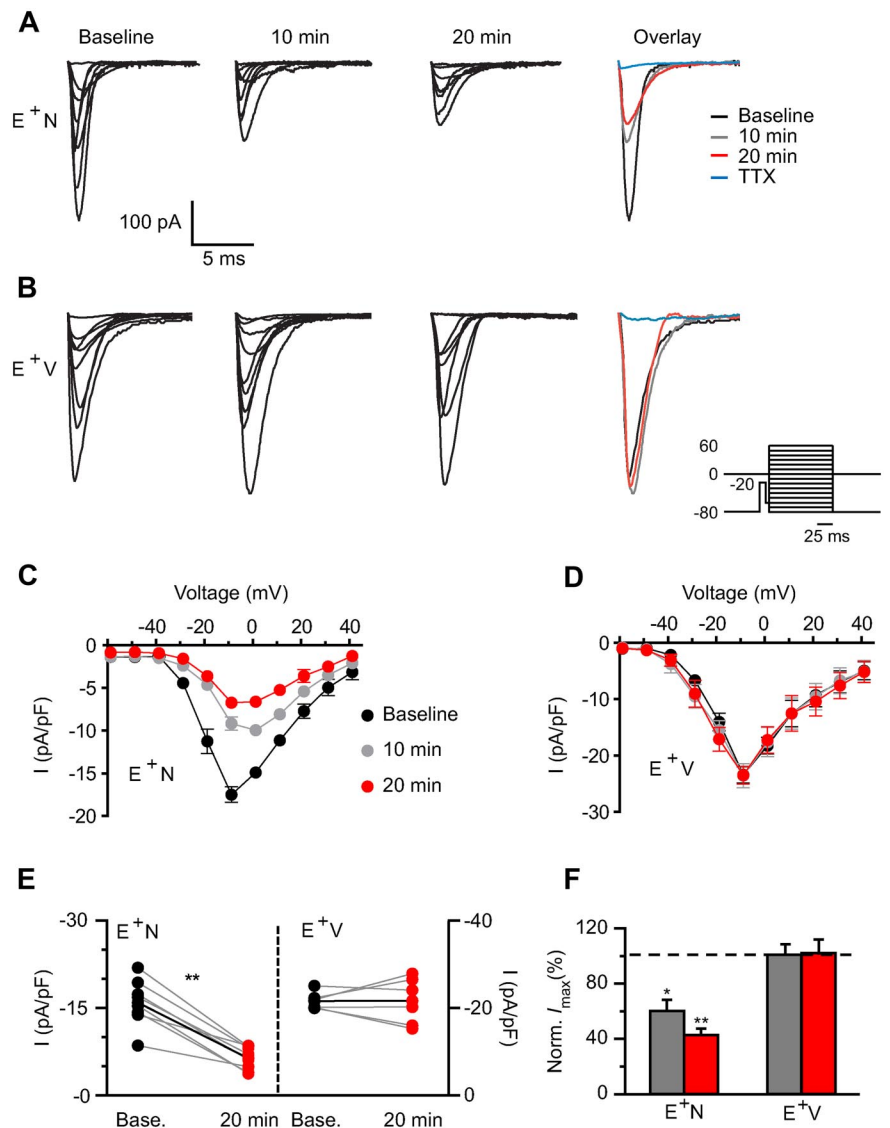 A
Baseline 10 min 20 min Overlay
E+N
Baseline
10 min
20 min
TTX
100 pA
5 ms
B
E+V
60
0
-20
-80
25 ms
C
Voltage (mV)
-40 -20 0 20 40
0
-5
-10
-15
-20
I (pA/pF)
E+N
Baseline
10 min
20 min
D
Voltage (mV)
-40 -20 0 20 40
0
-10
-20
-30
I (pA/pF)
E+V
E
-30
-15
-0
I (pA/pF)
E+N
**
E+V
-40
-20
0
I (pA/pF)
Base. 20 min Base. 20 min
F
120
80
40
0
Norm. Imax(%)
*
**
E+N E+V